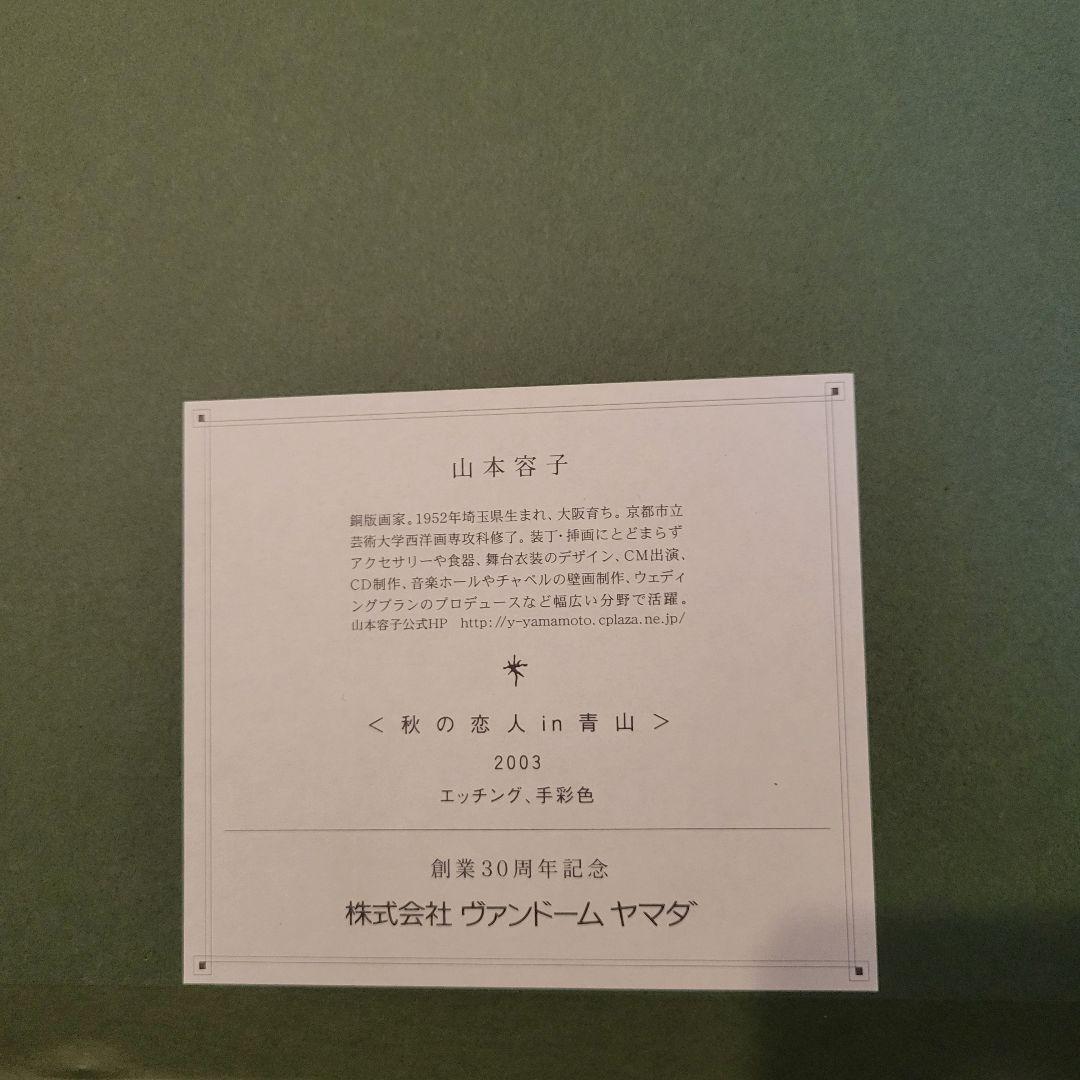 山本容子
銅版画家。1952年埼玉県生まれ、大阪育ち。京都市立
芸術大学西洋画専攻科修了。装丁・挿画にとどまらず
アクセサリーや食器、舞台衣装のデザイン、CM出演、
CD制作、音楽ホールやチャペルの壁画制作、ウェディ
ングプランのプロデュースなど幅広い分野で活躍。
山本容子公式HP http://y-yamamoto.cplaza.ne.jp/
＜秋の恋人in青山＞
2003
エッチング、手彩色
創業30周年記念
株式会社 ヴァンドーム ヤマダ